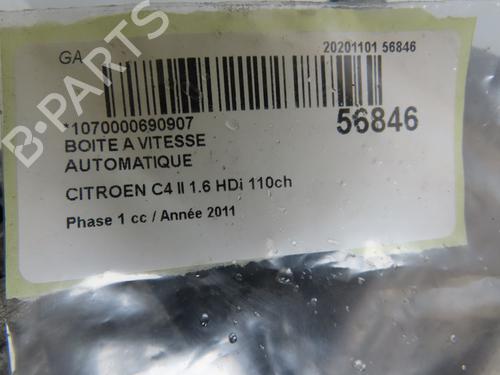 B-PARTS
GA
20201101 56846
*1070000690907
56846
BOITE A VITESSE
AUTOMATIQUE
CITROEN C4 II 1.6 HDi 110ch
Phase 1 cc / Année 2011